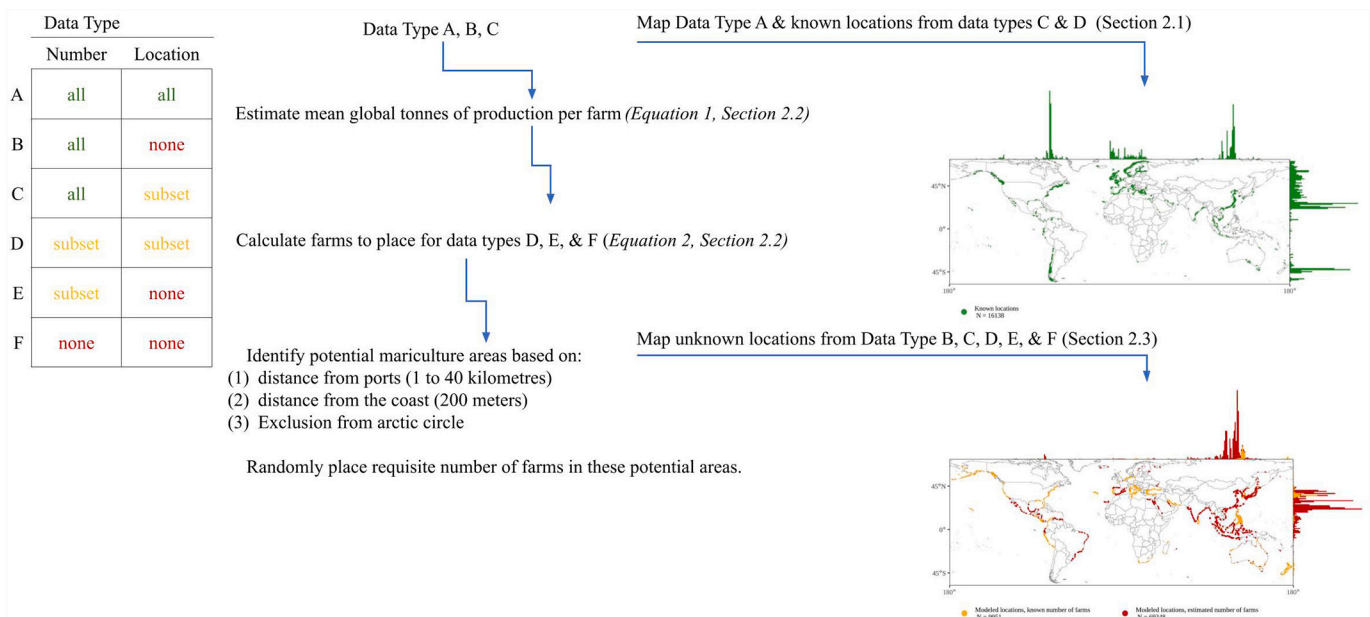 Data Type
Number Location
A all all
B all none
C all subset
D subset subset
E subset none
F none none
Data Type A, B, C
Estimate mean global tonnes of production per farm (Equation 1, Section 2.2)
Calculate farms to place for data types D, E, & F (Equation 2, Section 2.2)
Identify potential mariculture areas based on:
(1) distance from ports (1 to 40 kilometres)
(2) distance from the coast (200 meters)
(3) Exclusion from arctic circle
Randomly place requisite number of farms in these potential areas.
Map Data Type A & known locations from data types C & D (Section 2.1)
45°N
0°
45°S
180° 180°
Known locations
N = 16138
Map unknown locations from Data Type B, C, D, E, & F (Section 2.3)
45°N
0°
45°S
180° 180°
Modeled locations, known number of farms
Modeled locations, estimated number of farms